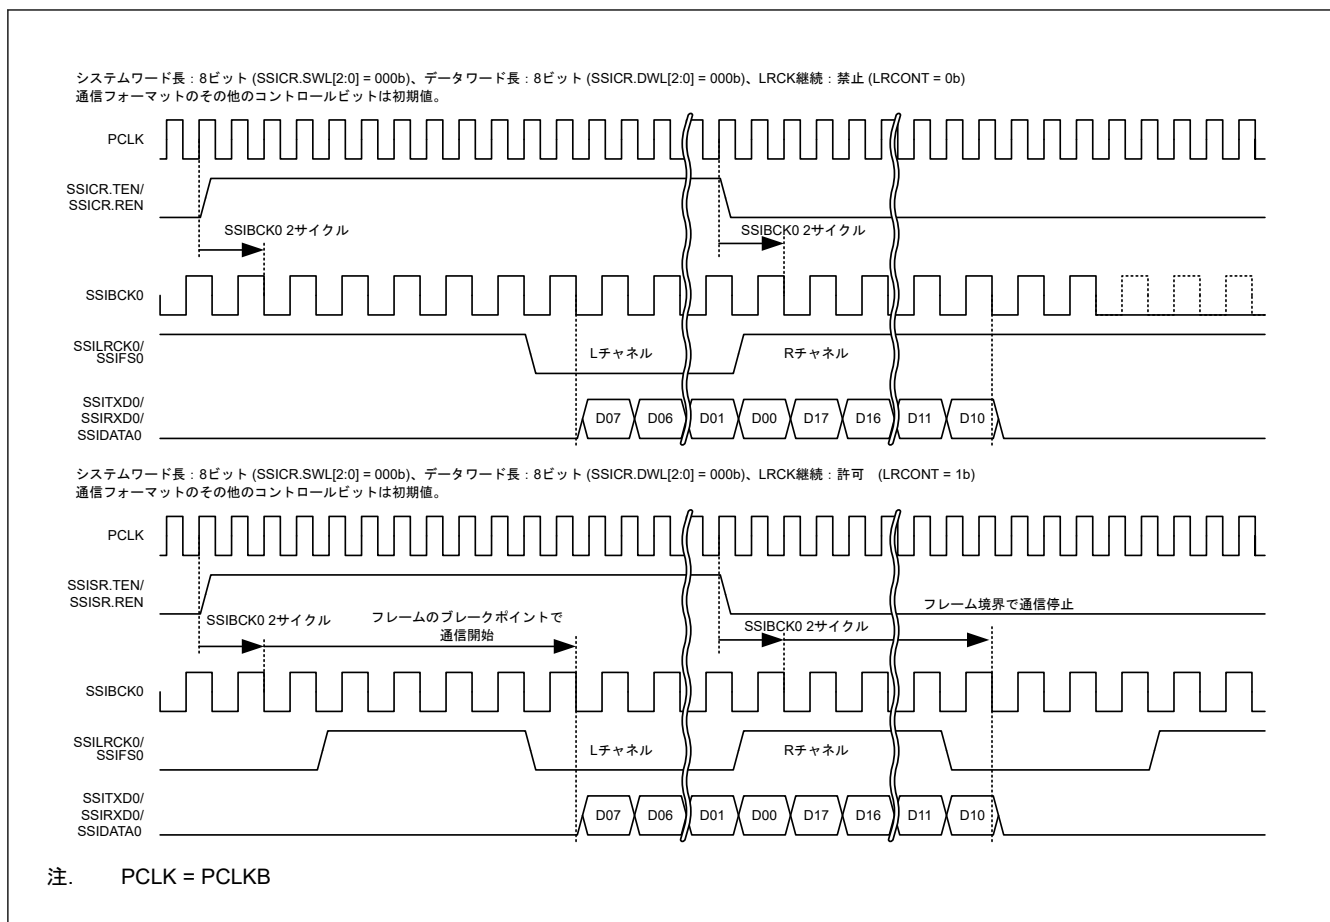 システムワード長：8ビット (SSICR.SWL[2:0] = 000b)、データワード長：8ビット (SSICR.DWL[2:0] = 000b)、LRCK継続：禁止 (LRCONT = 0b)
通信フォーマットのその他のコントロールビットは初期値。
PCLK
SSICR.TEN/
SSICR.REN
SSIBCK0 2サイクル
SSIBCK0 2サイクル
SSIBCK0
SSILRCK0/
SSIFS0
Lチャネル
Rチャネル
SSITXD0/
SSIRXD0/
SSIDATA0
D07 D06 D01 D00 D17 D16 D11 D10
システムワード長：8ビット (SSICR.SWL[2:0] = 000b)、データワード長：8ビット (SSICR.DWL[2:0] = 000b)、LRCK継続：許可 (LRCONT = 1b)
通信フォーマットのその他のコントロールビットは初期値。
PCLK
SSISR.TEN/
SSISR.REN
SSIBCK0 2サイクル
フレームのブレークポイントで
通信開始
フレーム境界で通信停止
SSIBCK0 2サイクル
SSIBCK0
SSILRCK0/
SSIFS0
Lチャネル
Rチャネル
SSITXD0/
SSIRXD0/
SSIDATA0
D07 D06 D01 D00 D17 D16 D11 D10
注. PCLK = PCLKB